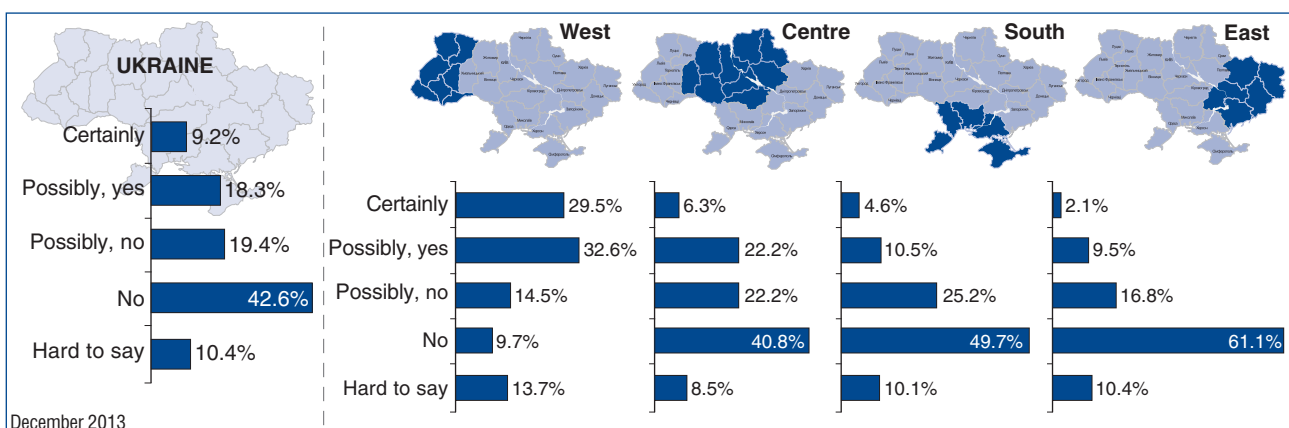 UKRAINE
Certainly 9.2%
Possibly, yes 18.3%
Possibly, no 19.4%
No 42.6%
Hard to say 10.4%
December 2013
West Centre South East
Certainly 29.5% 6.3% 4.6% 2.1%
Possibly, yes 32.6% 22.2% 10.5% 9.5%
Possibly, no 14.5% 22.2% 25.2% 16.8%
No 9.7% 40.8% 49.7% 61.1%
Hard to say 13.7% 8.5% 10.1% 10.4%